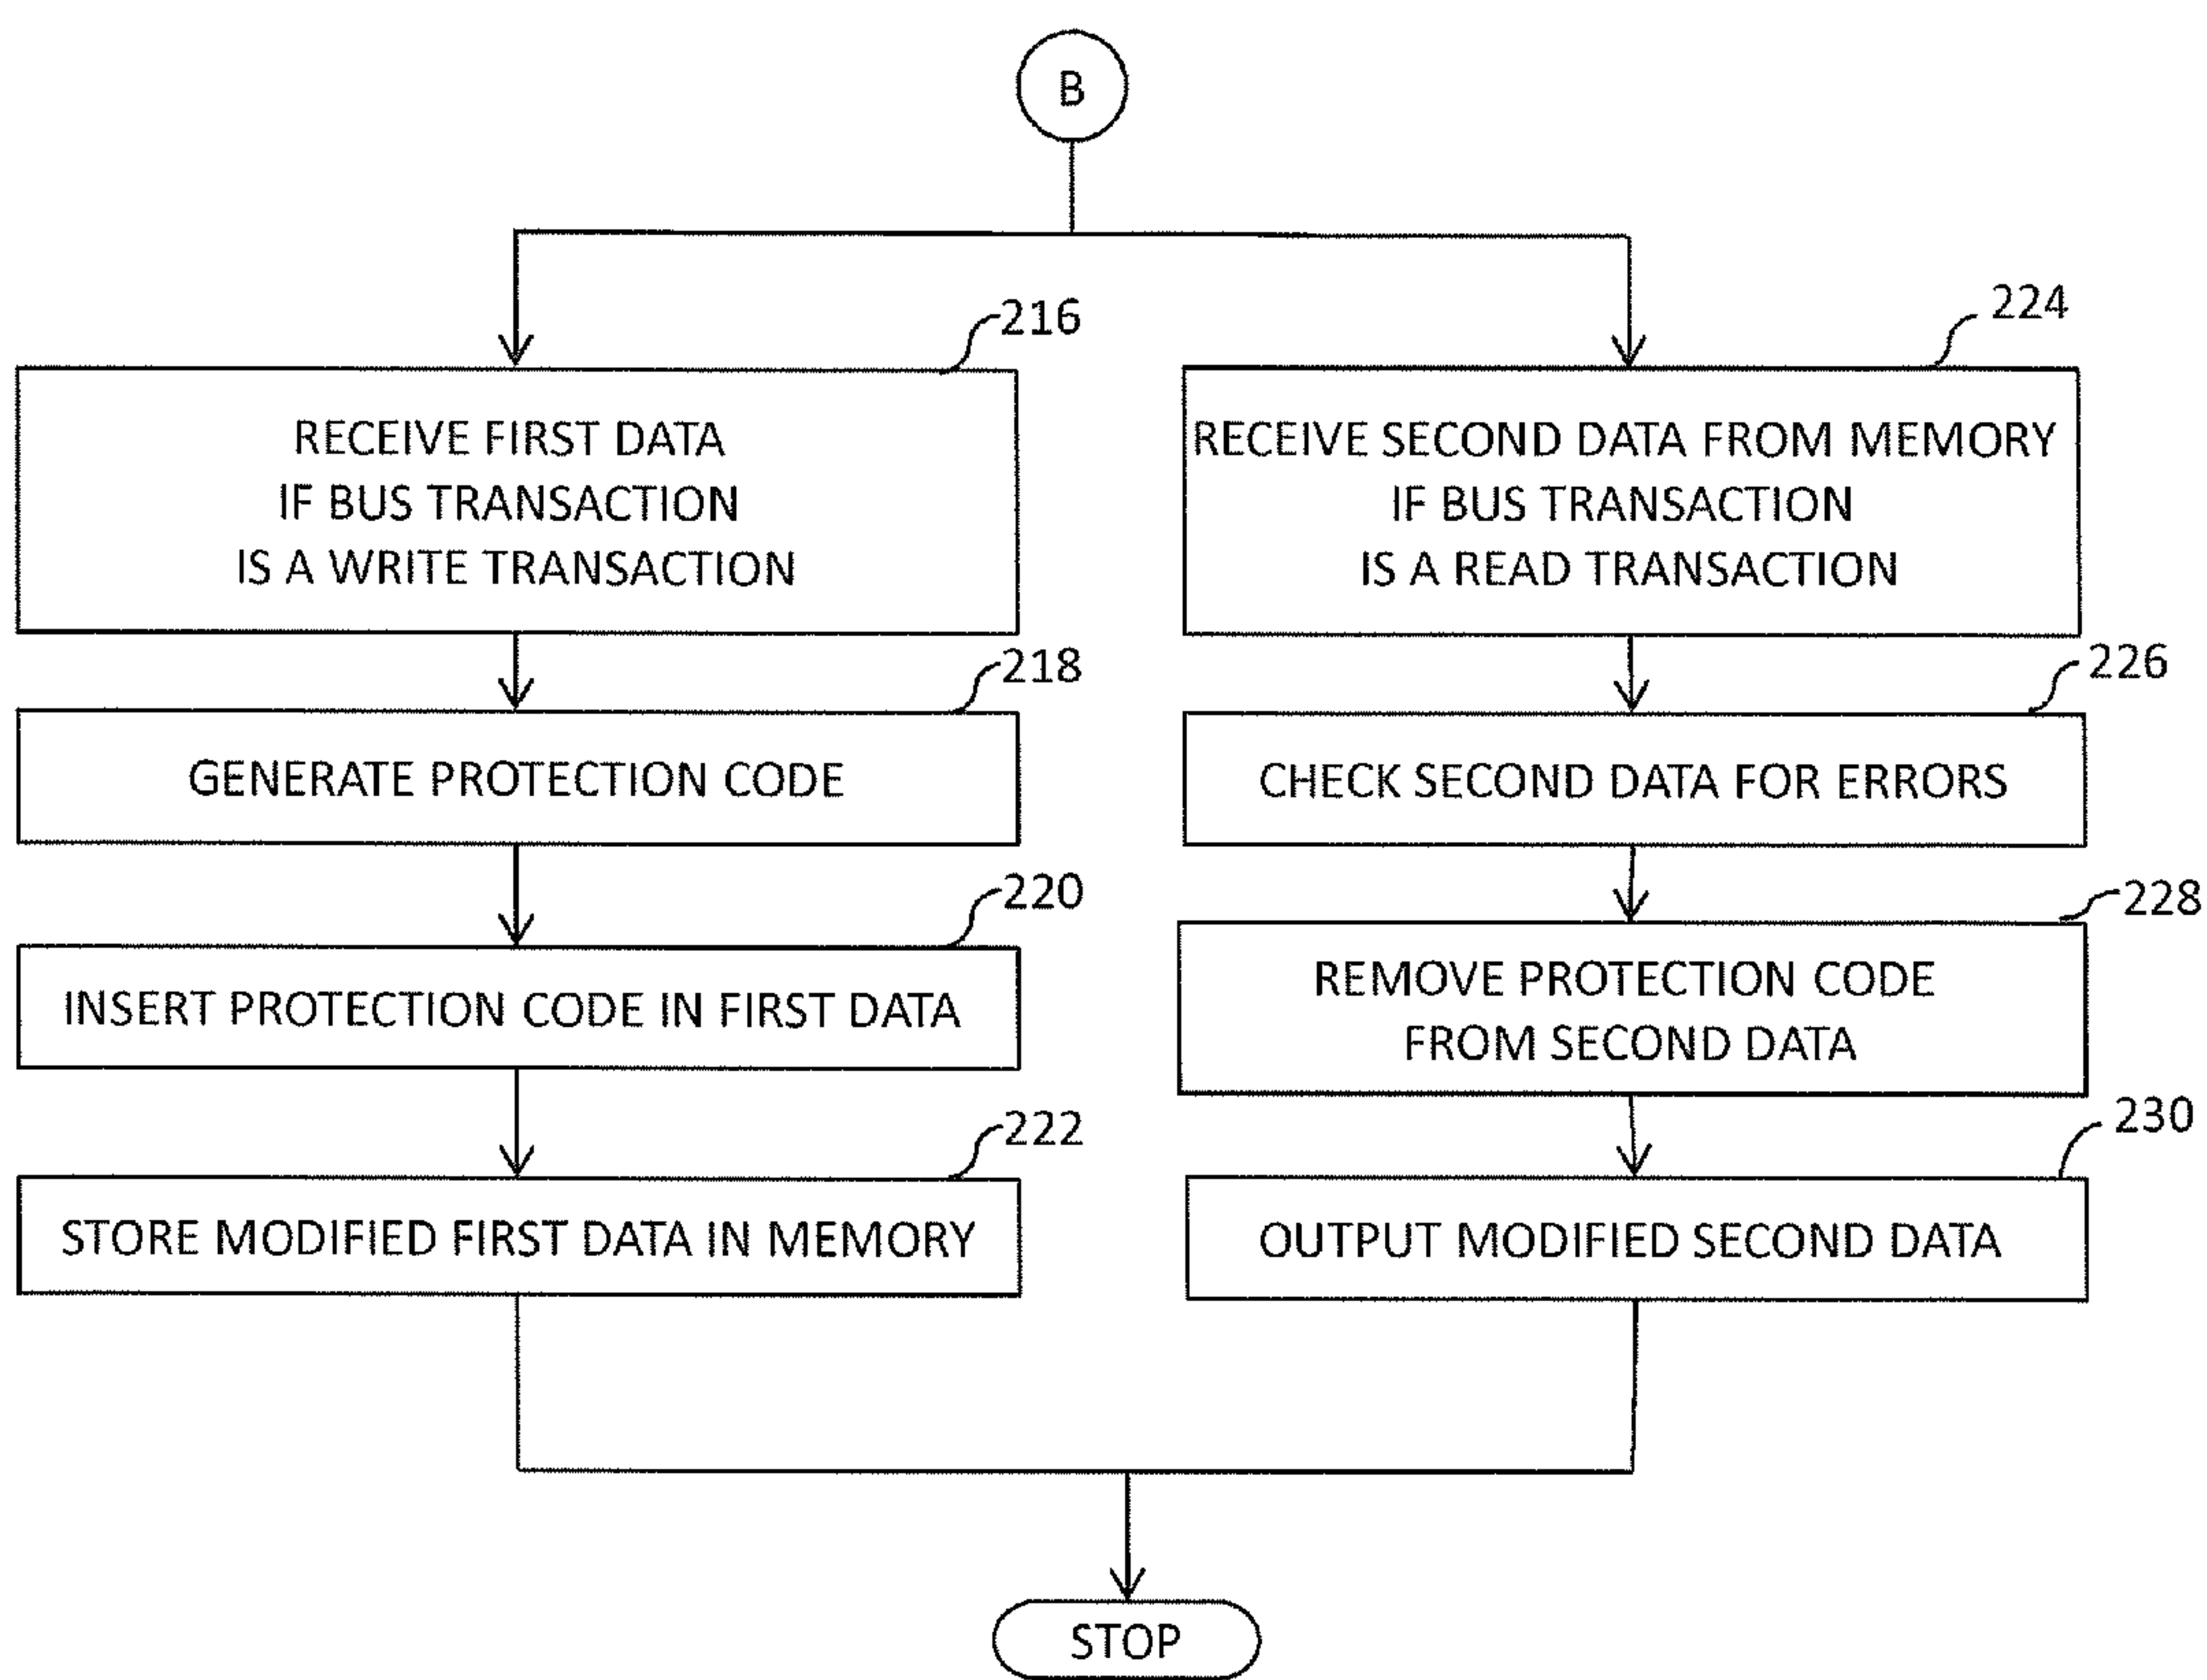 B
216
RECEIVE FIRST DATA
IF BUS TRANSACTION
IS A WRITE TRANSACTION
218
GENERATE PROTECTION CODE
220
INSERT PROTECTION CODE IN FIRST DATA
222
STORE MODIFIED FIRST DATA IN MEMORY
224
RECEIVE SECOND DATA FROM MEMORY
IF BUS TRANSACTION
IS A READ TRANSACTION
226
CHECK SECOND DATA FOR ERRORS
228
REMOVE PROTECTION CODE
FROM SECOND DATA
230
OUTPUT MODIFIED SECOND DATA
STOP